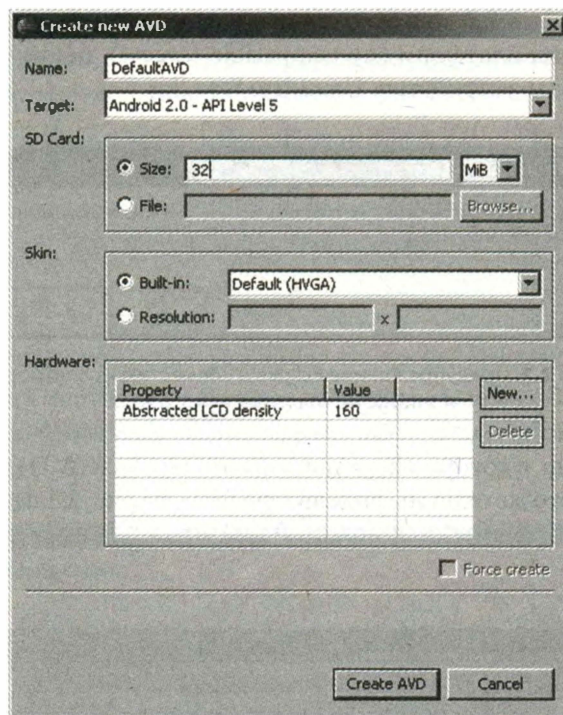 Create new AVD
Name: DefaultAVD
Target: Android 2.0 - API Level 5
SD Card:
Size: 32 MiB
File: Browse...
Skin:
Built-in: Default (HVGA)
Resolution: x
Hardware:
Property Value New...
Abstracted LCD density 160
Delete
Force create
Create AVD Cancel